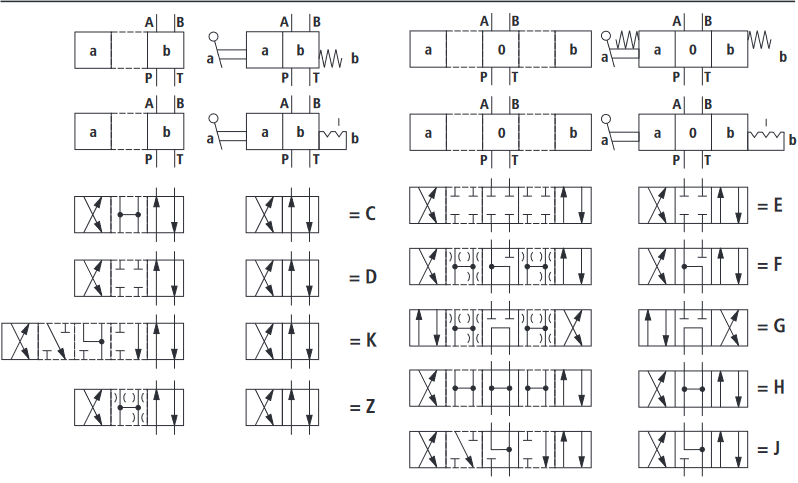 A B A B A B A B
a b a a b b a 0 b a a 0 b b
P T P T P T P T
A B A B A B A B
a b a a b b a 0 b a a 0 b b
P T P T P T P T
= C = E
= D = F
= K = G
= Z = H
= J